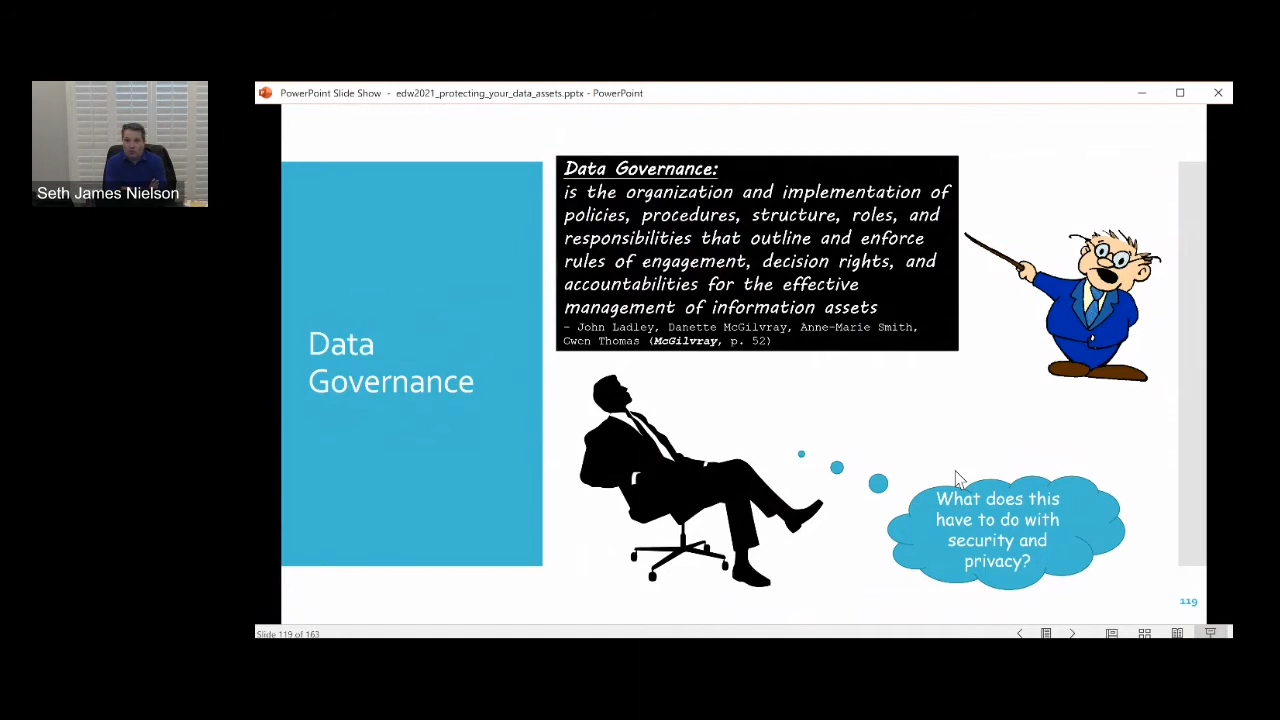 PowerPoint Slide Show - edw2021_protecting_your_data_assets.pptx - PowerPoint
Seth James Nielson
Data
Governance
Data Governance:
is the organization and implementation of
policies, procedures, structure, roles, and
responsibilities that outline and enforce
rules of engagement, decision rights, and
accountabilities for the effective
management of information assets
– John Ladley, Danette McGilvray, Anne-Marie Smith,
Gwen Thomas (McGilvray, p. 52)
What does this
have to do with
security and
privacy?
119
Slide 119 of 163